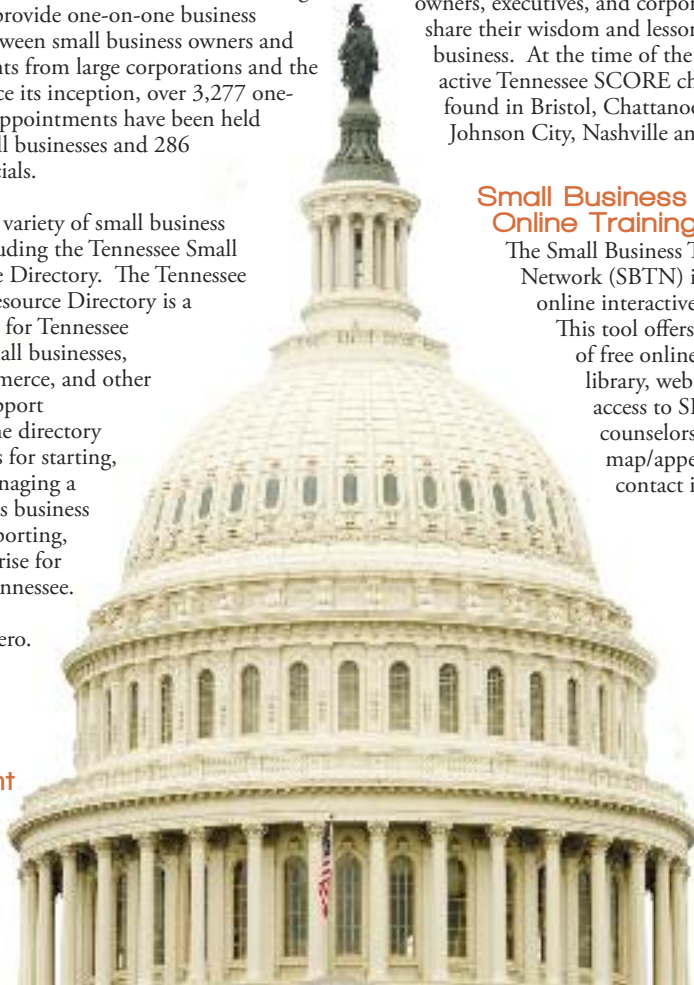 provide one-on-one business
ween small business owners and
nts from large corporations and the
ce its inception, over 3,277 one-
ppointments have been held
ll businesses and 286
cials.
variety of small business
uding the Tennessee Small
e Directory. The Tennessee
esource Directory is a
for Tennessee
all businesses,
merce, and other
pport
he directory
s for starting,
naging a
s business
porting,
rise for
nnessee.
ero.
nt
owners, executives, and corpor
share their wisdom and lesson
business. At the time of the
active Tennessee SCORE ch
found in Bristol, Chattanoo
Johnson City, Nashville an
Small Business
Online Training
The Small Business T
Network (SBTN) i
online interactive
This tool offers
of free online
library, web
access to S
counselors
map/appe
contact i